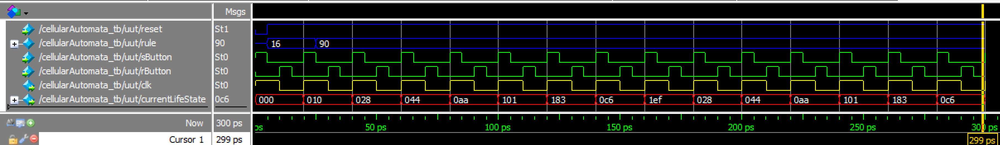 Msgs
/cellularAutomata_tb/uut/reset St1
/cellularAutomata_tb/uut/rule 90 16 90
/cellularAutomata_tb/uut/sButton St0
/cellularAutomata_tb/uut/rButton St0
/cellularAutomata_tb/uut/clk St0
/cellularAutomata_tb/uut/currentLifeState 0c6 000 010 028 044 0aa 101 183 0c6 1ef 028 044 0aa 101 183 0c6
Now 300 ps ps 50 ps 100 ps 150 ps 200 ps 250 ps 300 ps
Cursor 1 299 ps 299 ps